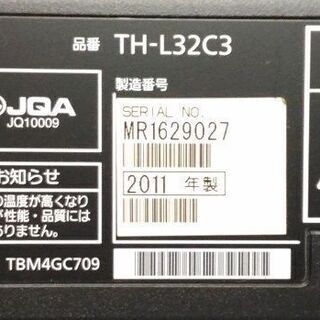 品番 TH-L32C3
製造番号
SERIAL NO.
MR1629027
2011 年製
JQA
JQ10009
お知らせ
の温度が高くなり
が性能・品質には
ません。
TBM4GC709